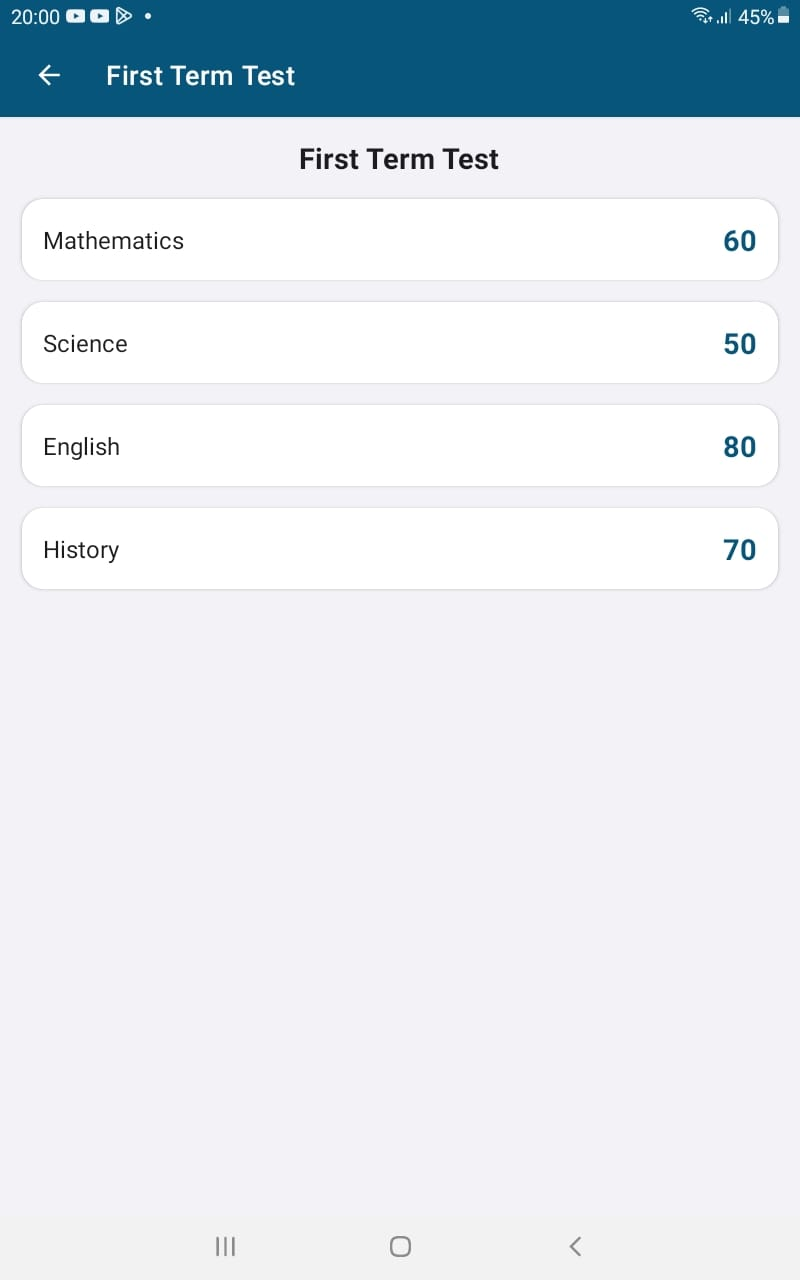 20:00
45%
First Term Test
First Term Test
Mathematics 60
Science 50
English 80
History 70